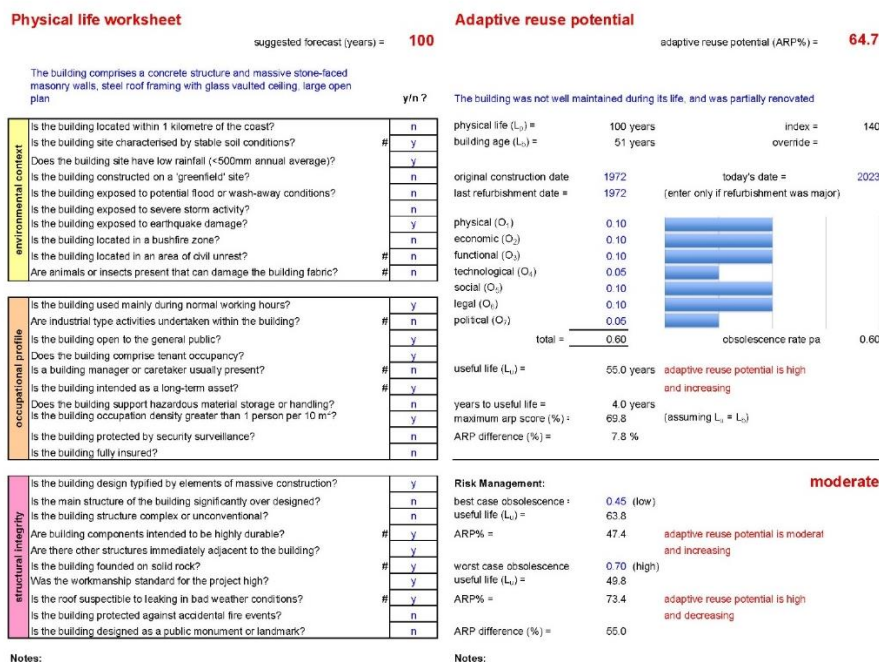 Physical life worksheet
suggested forecast (years) = 100
The building comprises a concrete structure and massive stone-faced
masonry walls, steel roof framing with glass vaulted ceiling, large open
plan
y/n ?
environmental context
Is the building located within 1 kilometre of the coast? n
Is the building site characterised by stable soil conditions? # y
Does the building site have low rainfall (<500mm annual average)? y
Is the building constructed on a 'greenfield' site? n
Is the building exposed to potential flood or wash-away conditions? n
Is the building exposed to severe storm activity? n
Is the building exposed to earthquake damage? y
Is the building located in a bushfire zone? n
Is the building located in an area of civil unrest? # n
Are animals or insects present that can damage the building fabric? # n
occupational profile
Is the building used mainly during normal working hours? y
Are industrial type activities undertaken within the building? # n
Is the building open to the general public? y
Does the building comprise tenant occupancy? y
Is a building manager or caretaker usually present? # n
Is the building intended as a long-term asset? # y
Does the building support hazardous material storage or handling? n
Is the building occupation density greater than 1 person per 10 m²? y
Is the building protected by security surveillance? n
Is the building fully insured? n
structural integrity
Is the building design typified by elements of massive construction? y
Is the main structure of the building significantly over designed? n
Is the building structure complex or unconventional? n
Are building components intended to be highly durable? # y
Are there other structures immediately adjacent to the building? y
Is the building founded on solid rock? # y
Was the workmanship standard for the project high? y
Is the roof suspectible to leaking in bad weather conditions? # y
Is the building protected against accidental fire events? n
Is the building designed as a public monument or landmark? n
Notes:
Adaptive reuse potential
adaptive reuse potential (ARP%) = 64.7
The building was not well maintained during its life, and was partially renovated
physical life (Lₚ) = 100 years index = 140
building age (L_b) = 51 years override =
original construction date 1972 today's date = 2023
last refurbishment date = 1972 (enter only if refurbishment was major)
physical (O₁) 0.10
economic (O₂) 0.10
functional (O₃) 0.10
technological (O₄) 0.05
social (O₅) 0.10
legal (O₆) 0.10
political (O₇) 0.05
total = 0.60 obsolescence rate pa 0.60
useful life (Lᵤ) = 55.0 years adaptive reuse potential is high
and increasing
years to useful life = 4.0 years
maximum arp score (%) = 69.8 (assuming Lᵤ = L_b)
ARP difference (%) = 7.8 %
Risk Management: moderate
best case obsolescence = 0.45 (low)
useful life (Lᵤ) = 63.8
ARP% = 47.4 adaptive reuse potential is moderat
and increasing
worst case obsolescence 0.70 (high)
useful life (Lᵤ) = 49.8
ARP% = 73.4 adaptive reuse potential is high
and decreasing
ARP difference (%) = 55.0
Notes: